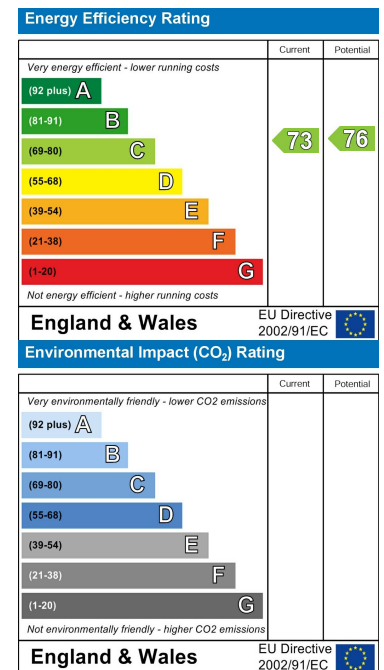 Energy Efficiency Rating
Current Potential
Very energy efficient - lower running costs
(92 plus) A
(81-91) B
(69-80) C
73 76
(55-68) D
(39-54) E
(21-38) F
(1-20) G
Not energy efficient - higher running costs
England & Wales
EU Directive
2002/91/EC
Environmental Impact (CO₂) Rating
Current Potential
Very environmentally friendly - lower CO2 emissions
(92 plus) A
(81-91) B
(69-80) C
(55-68) D
(39-54) E
(21-38) F
(1-20) G
Not environmentally friendly - higher CO2 emissions
England & Wales
EU Directive
2002/91/EC